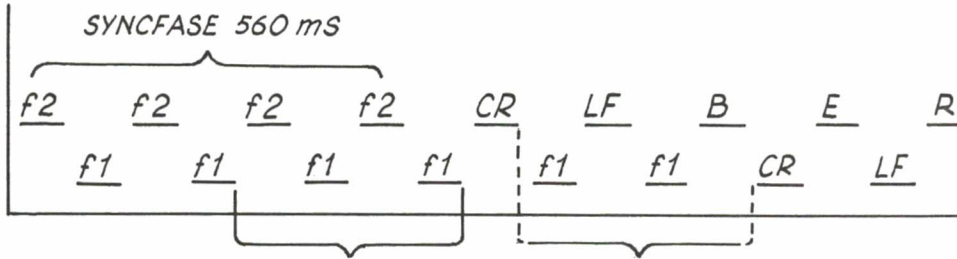 SYNCFASE 560 mS
f2 f2 f2 f2 CR LF B E R
f1 f1 f1 f1 f1 f1 CR LF